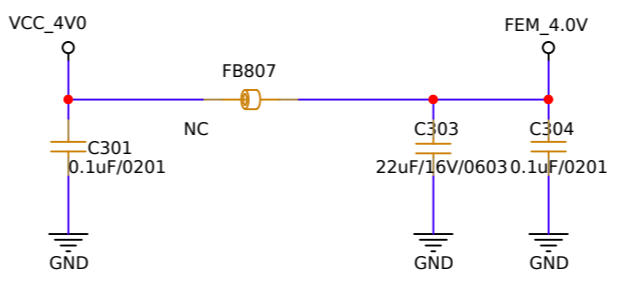 VCC_4V0
FEM_4.0V
FB807
NC
C301
0.1uF/0201
C303
22uF/16V/0603
C304
0.1uF/0201
GND
GND
GND